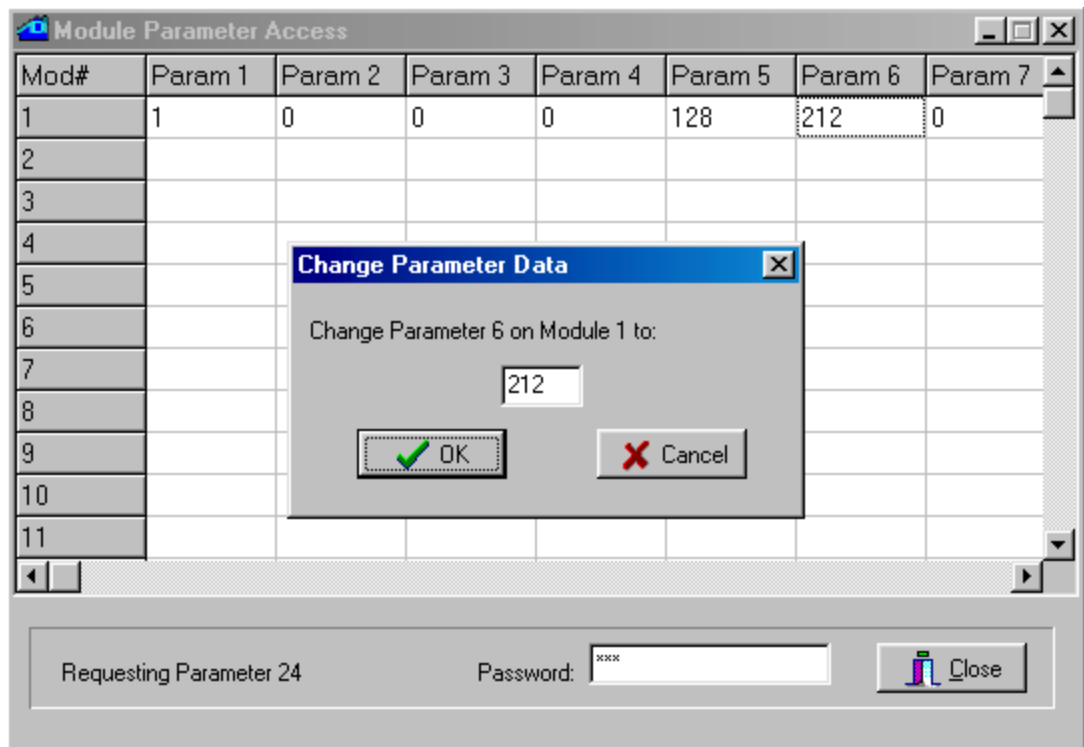 Module Parameter Access
Mod# Param 1 Param 2 Param 3 Param 4 Param 5 Param 6 Param 7
1 1 0 0 0 128 212 0
2
3
4
Change Parameter Data
5
6
Change Parameter 6 on Module 1 to:
7
212
8
9
OK Cancel
10
11
Requesting Parameter 24 Password: *** Close